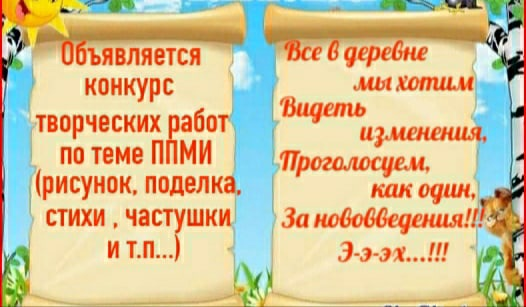 Объявляется
конкурс
творческих работ
по теме ППМИ
(рисунок, поделка,
стихи , частушки
и т.п...)
Все в деревне
мы хотим
Видеть
изменения,
Проголосуем,
как один,
За нововведения!!!
Э-э-эх...!!!